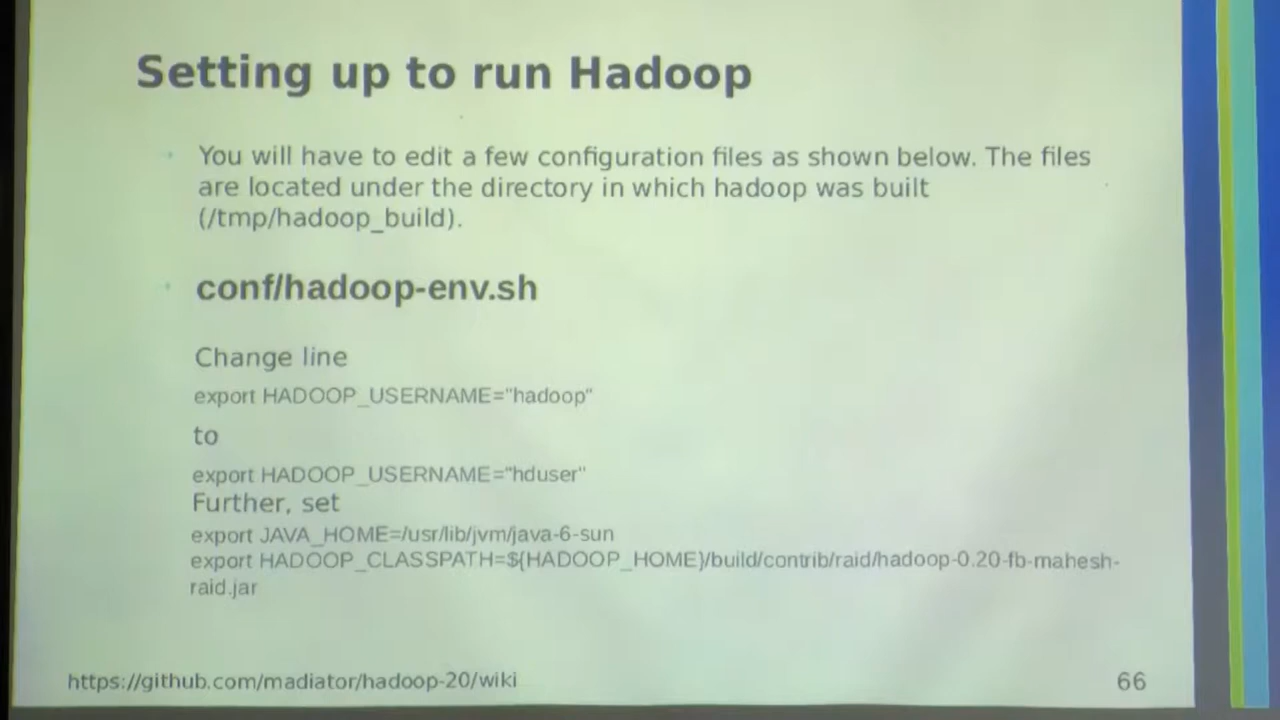 Setting up to run Hadoop
You will have to edit a few configuration files as shown below. The files
are located under the directory in which hadoop was built
(/tmp/hadoop_build).
conf/hadoop-env.sh
Change line
export HADOOP_USERNAME="hadoop"
to
export HADOOP_USERNAME="hduser"
Further, set
export JAVA_HOME=/usr/lib/jvm/java-6-sun
export HADOOP_CLASSPATH=${HADOOP_HOME}/build/contrib/raid/hadoop-0.20-fb-mahesh-
raid.jar
https://github.com/madiator/hadoop-20/wiki
66